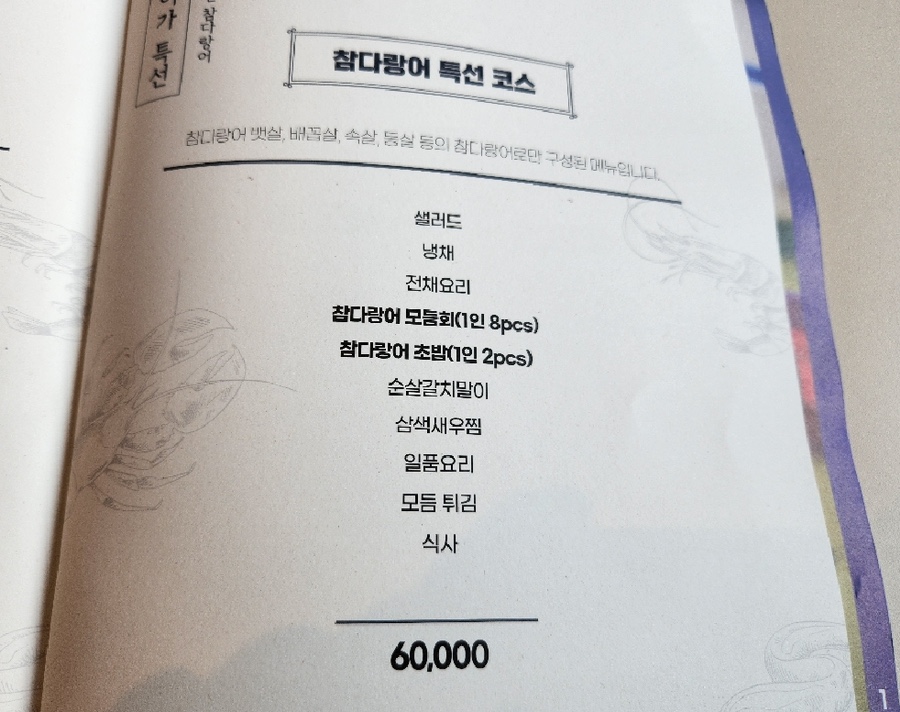 특선
참다랑어
참다랑어 특선 코스
참다랑어 뱃살, 배꼽살, 속살, 등살 등의 참다랑어로만 구성된 메뉴입니다.
샐러드
냉채
전채요리
참다랑어 모듬회(1인 8pcs)
참다랑어 초밥(1인 2pcs)
순살갈치말이
삼색새우찜
일품요리
모듬 튀김
식사
60,000
1